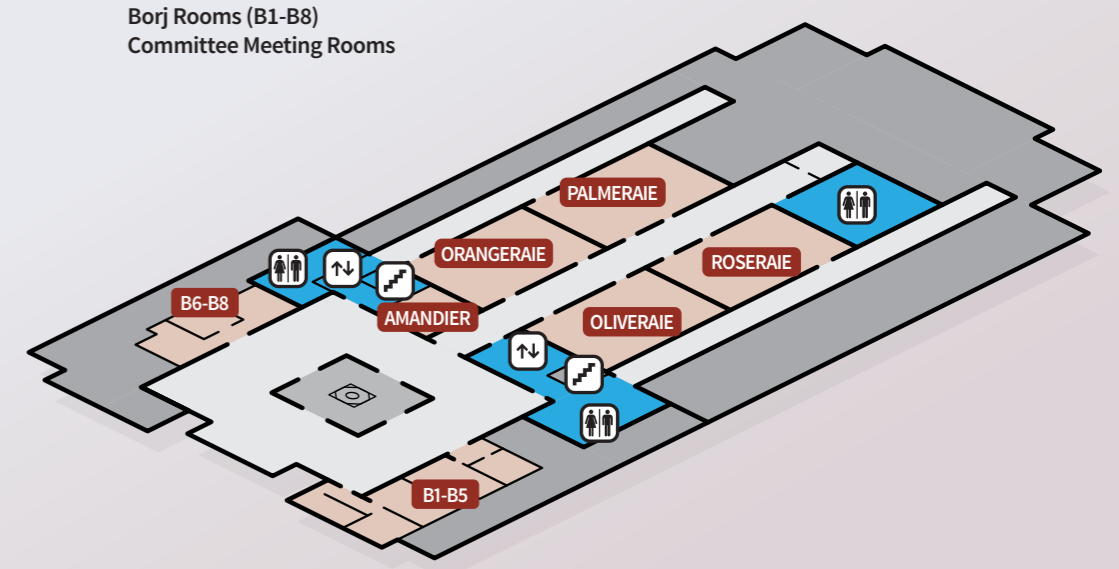 Borj Rooms (B1-B8)
Committee Meeting Rooms
PALMERAIE
ORANGERAIE
ROSERAIE
B6-B8
AMANDIER
OLIVERAIE
B1-B5